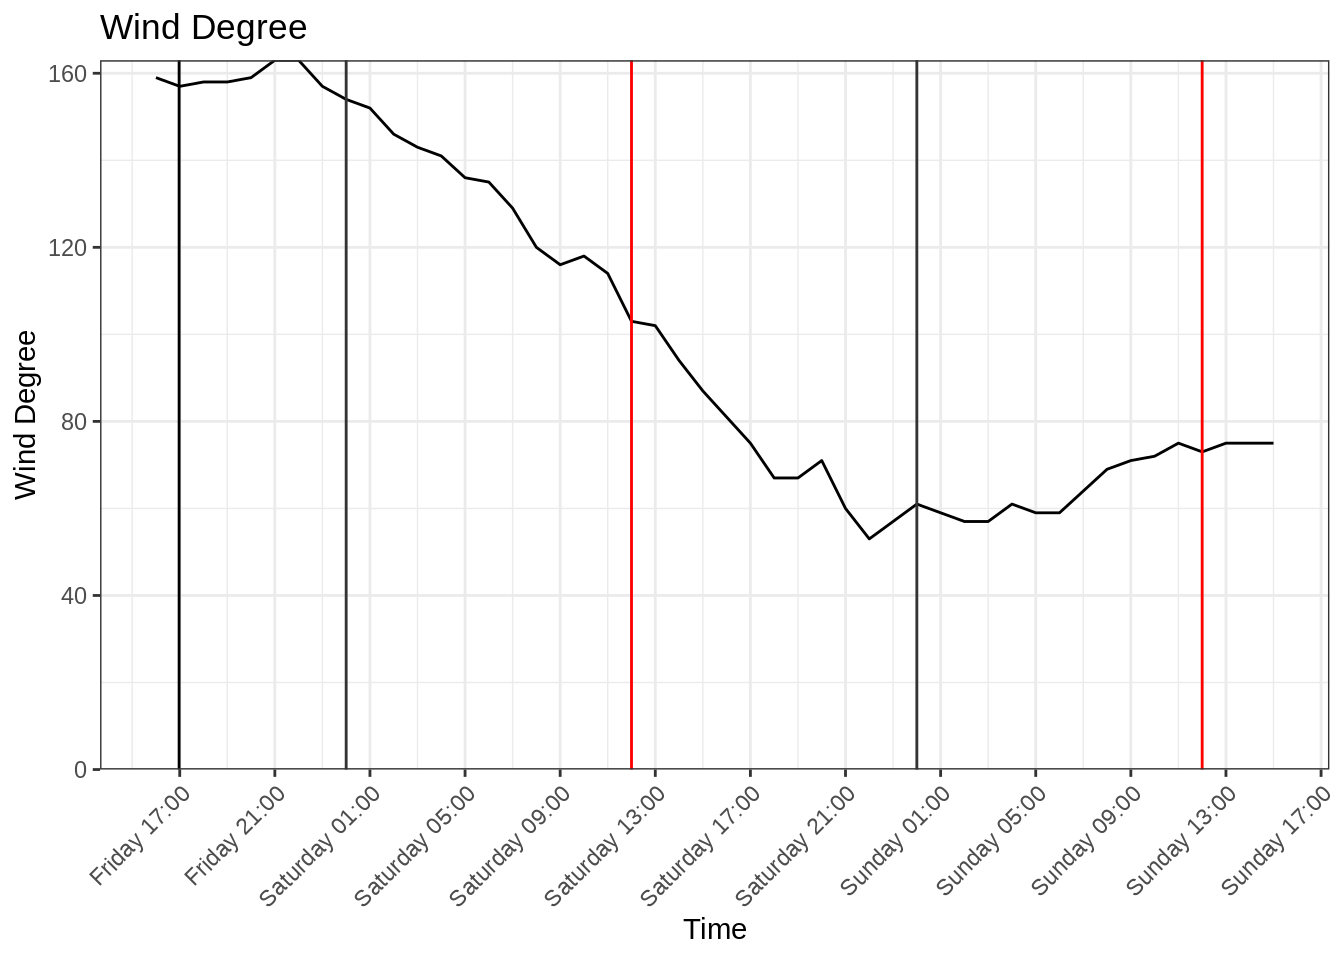 Wind Degree
Wind Degree
160
120
80
40
0
Friday 17:00
Friday 21:00
Saturday 01:00
Saturday 05:00
Saturday 09:00
Saturday 13:00
Saturday 17:00
Saturday 21:00
Sunday 01:00
Sunday 05:00
Sunday 09:00
Sunday 13:00
Sunday 17:00
Time